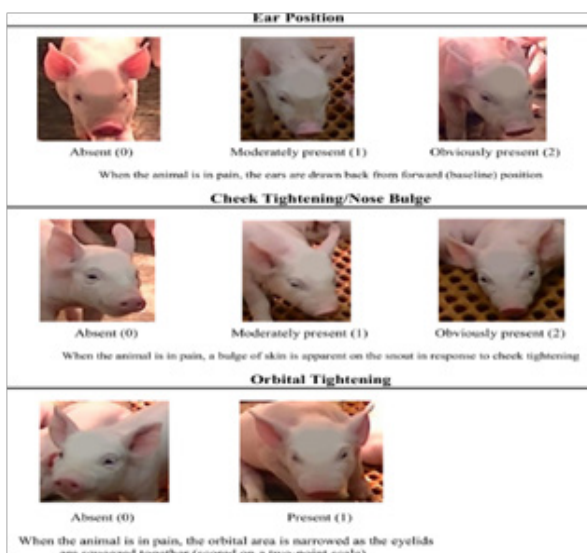 Ear Position
Absent (0) Moderately present (1) Obviously present (2)
When the animal is in pain, the ears are drawn back from forward (baseline) position
Cheek Tightening/Nose Bulge
Absent (0) Moderately present (1) Obviously present (2)
When the animal is in pain, a bulge of skin is apparent on the snout in response to cheek tightening
Orbital Tightening
Absent (0) Present (1)
When the animal is in pain, the orbital area is narrowed as the eyelids
are squeezed together (scored on a two-point scale)